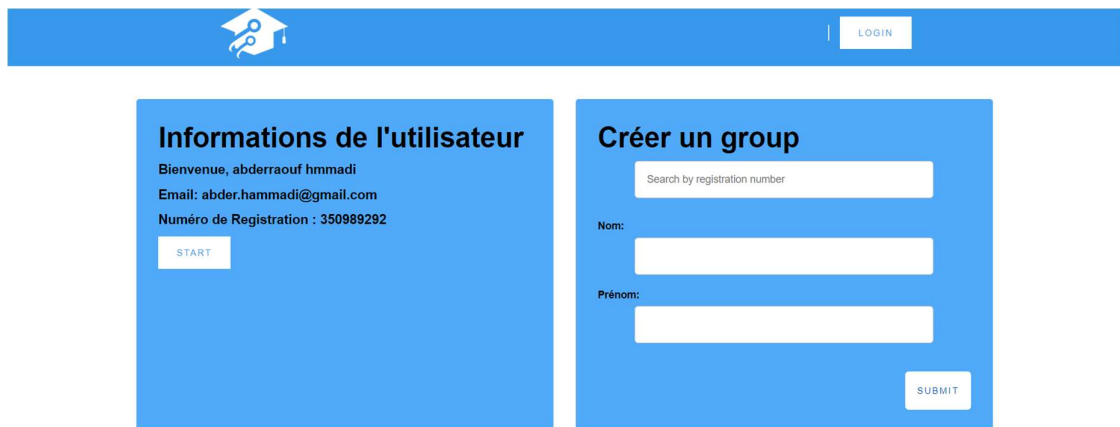 LOGIN
Informations de l'utilisateur
Bienvenue, abderraouf hmmadi
Email: abder.hammadi@gmail.com
Numéro de Registration : 350989292
START
Créer un group
Search by registration number
Nom:
Prénom:
SUBMIT